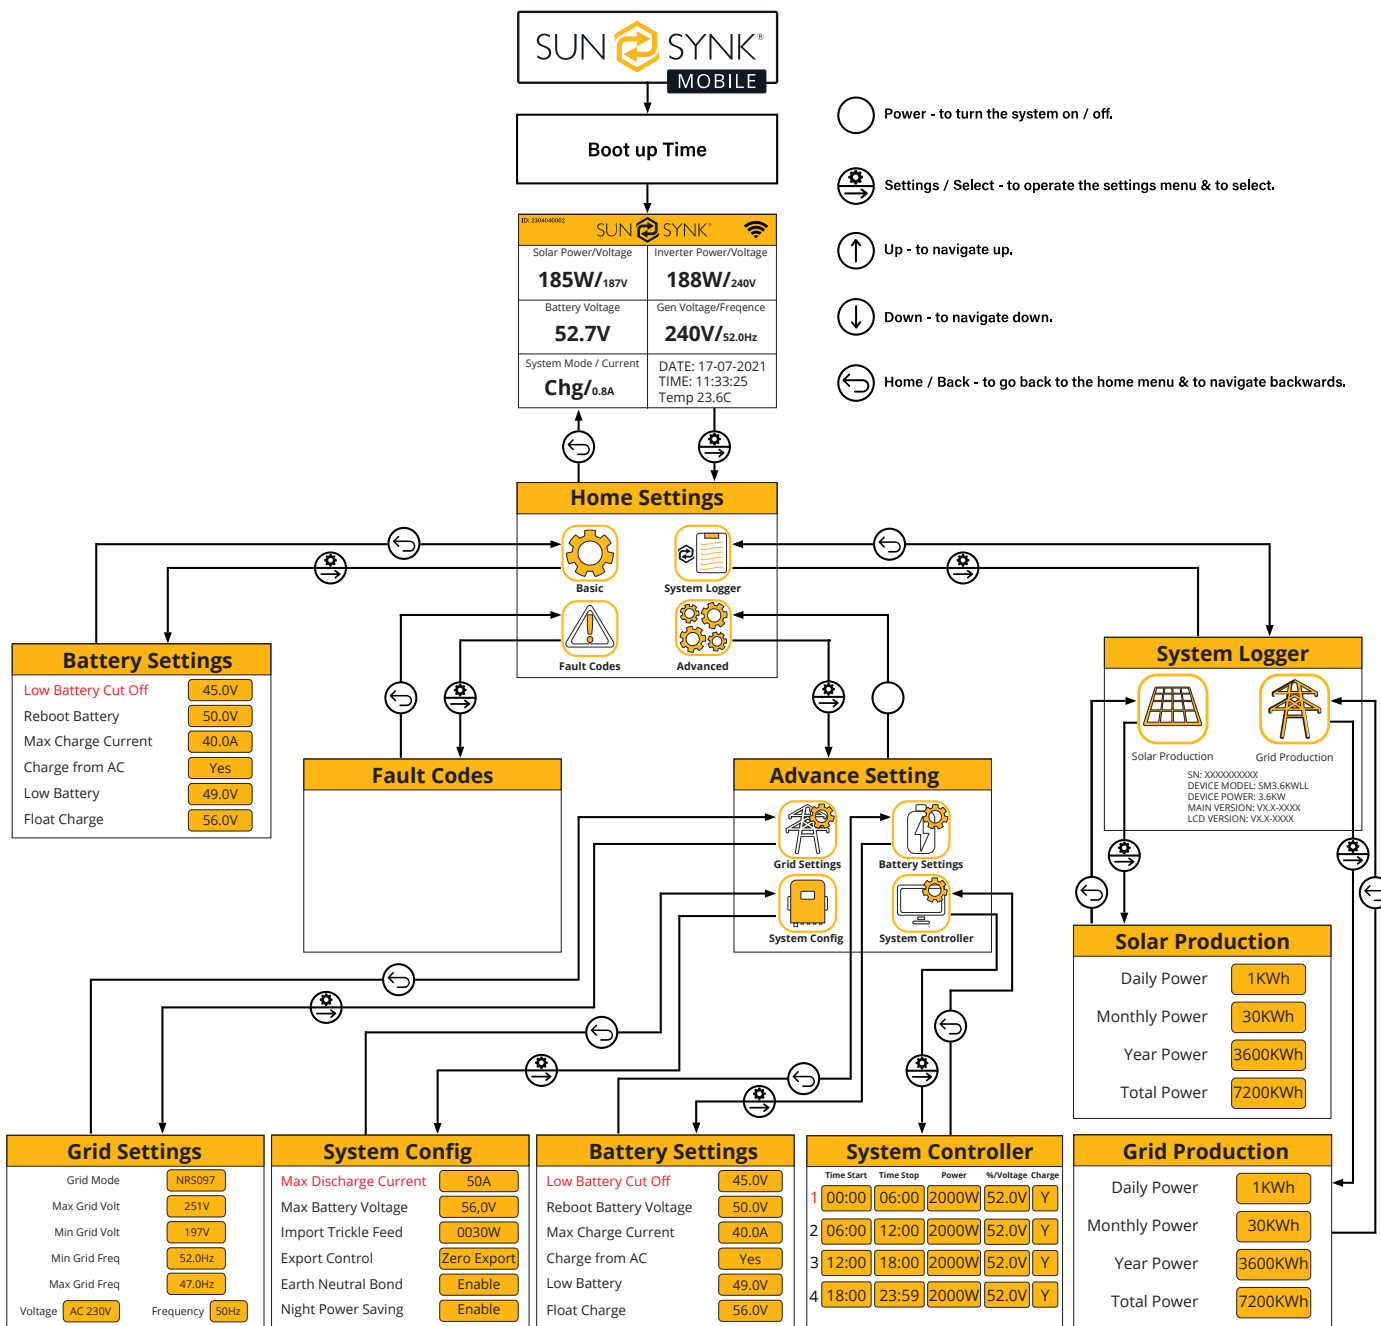 SUN SYNK®
MOBILE
Boot up Time
Power - to turn the system on / off.
Settings / Select - to operate the settings menu & to select.
Up - to navigate up.
Down - to navigate down.
Home / Back - to go back to the home menu & to navigate backwards.
ID: 2304040002
SUN SYNK®
Solar Power/Voltage
185W/187V
Inverter Power/Voltage
188W/240V
Battery Voltage
52.7V
Gen Voltage/Freqence
240V/52.0Hz
System Mode / Current
Chg/0.8A
DATE: 17-07-2021
TIME: 11:33:25
Temp 23.6C
Home Settings
Basic
System Logger
Fault Codes
Advanced
Battery Settings
Low Battery Cut Off 45.0V
Reboot Battery 50.0V
Max Charge Current 40.0A
Charge from AC Yes
Low Battery 49.0V
Float Charge 56.0V
Fault Codes
Advance Setting
Grid Settings
Battery Settings
System Config
System Controller
System Logger
Solar Production
Grid Production
SN: XXXXXXXXXX
DEVICE MODEL: SM3.6KWLL
DEVICE POWER: 3.6KW
MAIN VERSION: VX.X-XXXX
LCD VERSION: VX.X-XXXX
Solar Production
Daily Power 1KWh
Monthly Power 30KWh
Year Power 3600KWh
Total Power 7200KWh
Grid Settings
Grid Mode NRS097
Max Grid Volt 251V
Min Grid Volt 197V
Min Grid Freq 52.0Hz
Max Grid Freq 47.0Hz
Voltage AC 230V Frequency 50Hz
System Config
Max Discharge Current 50A
Max Battery Voltage 56,0V
Import Trickle Feed 0030W
Export Control Zero Export
Earth Neutral Bond Enable
Night Power Saving Enable
Battery Settings
Low Battery Cut Off 45.0V
Reboot Battery Voltage 50.0V
Max Charge Current 40.0A
Charge from AC Yes
Low Battery 49.0V
Float Charge 56.0V
System Controller
Time Start Time Stop Power %/Voltage Charge
1 00:00 06:00 2000W 52.0V Y
2 06:00 12:00 2000W 52.0V Y
3 12:00 18:00 2000W 52.0V Y
4 18:00 23:59 2000W 52.0V Y
Grid Production
Daily Power 1KWh
Monthly Power 30KWh
Year Power 3600KWh
Total Power 7200KWh